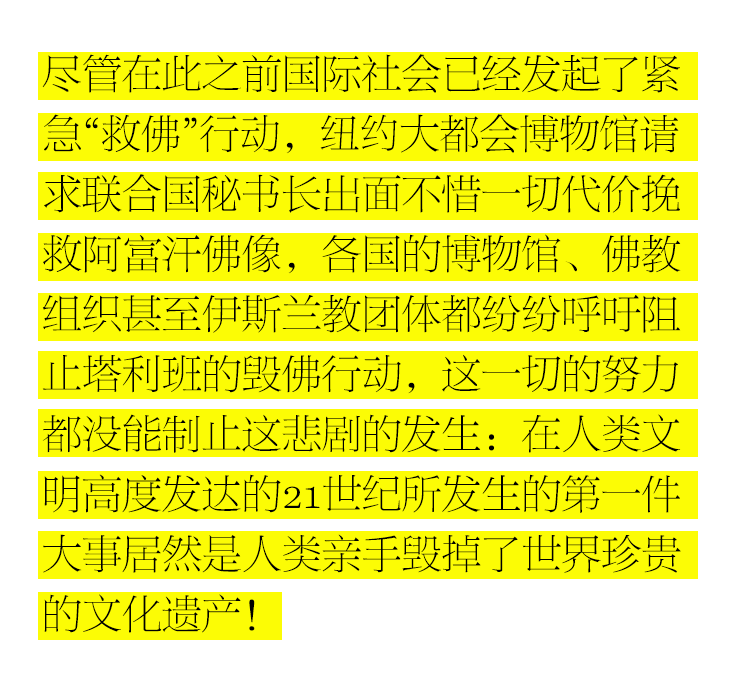 尽管在此之前国际社会已经发起了紧
急“救佛”行动，纽约大都会博物馆请
求联合国秘书长出面不惜一切代价挽
救阿富汗佛像，各国的博物馆、佛教
组织甚至伊斯兰教团体都纷纷呼吁阻
止塔利班的毁佛行动，这一切的努力
都没能制止这悲剧的发生：在人类文
明高度发达的21世纪所发生的第一件
大事居然是人类亲手毁掉了世界珍贵
的文化遗产！